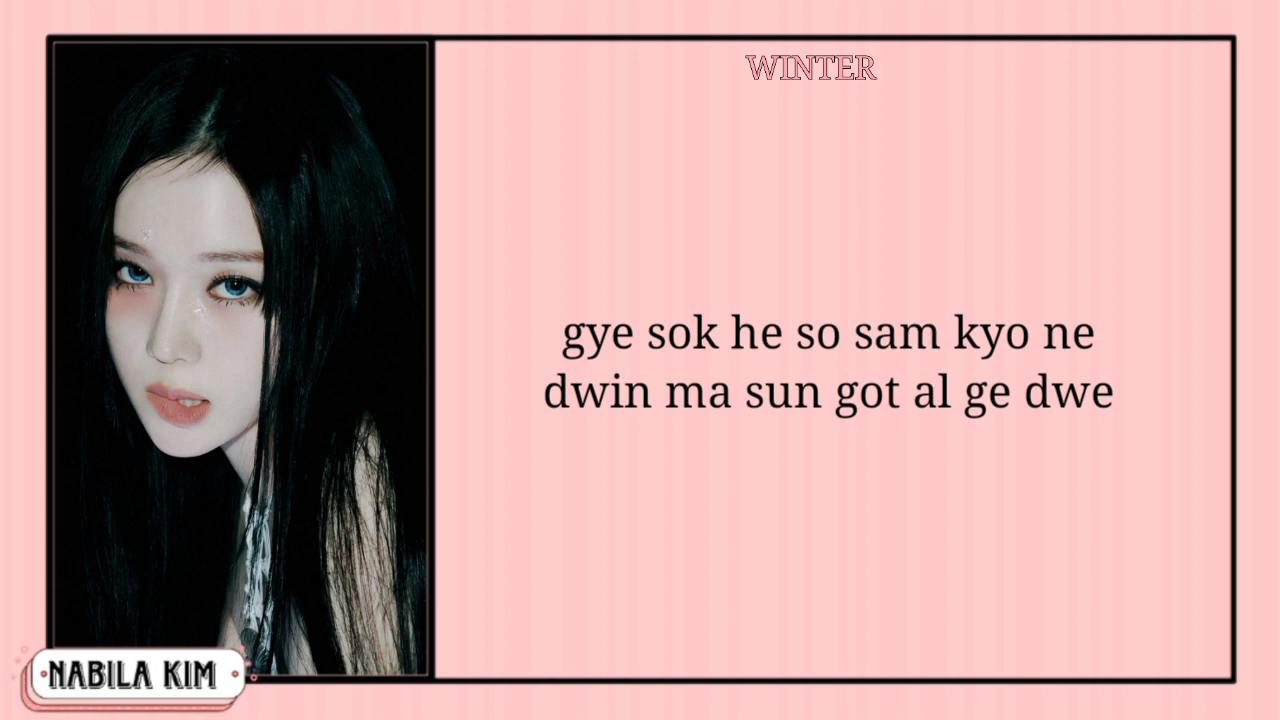 WINTER
gye sok he so sam kyo ne
dwin ma sun got al ge dwe
NABILA KIM